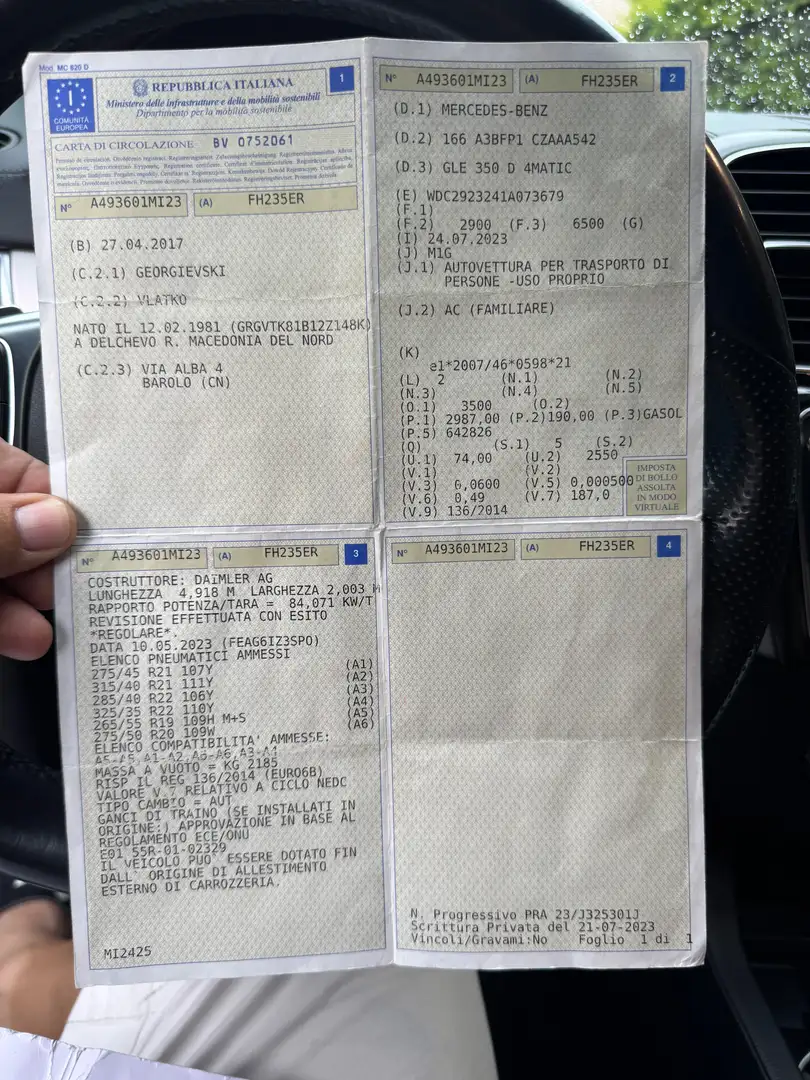 Mod. MC 820 D
I
COMUNITÀ
EUROPEA
REPUBBLICA ITALIANA
Ministero delle infrastrutture e della mobilità sostenibili
Dipartimento per la mobilità sostenibile
1
CARTA DI CIRCOLAZIONE BV 0752061
N° A493601MI23 (A) FH235ER
(B) 27.04.2017
(C.2.1) GEORGIEVSKI
(C.2.2) VLATKO
NATO IL 12.02.1981 (GRGVTK81B12Z148K)
A DELCHEVO R. MACEDONIA DEL NORD
(C.2.3) VIA ALBA 4
BAROLO (CN)
N° A493601MI23 (A) FH235ER 2
(D.1) MERCEDES-BENZ
(D.2) 166 A3BFP1 CZAAA542
(D.3) GLE 350 D 4MATIC
(E) WDC2923241A073679
(F.1)
(F.2) 2900 (F.3) 6500 (G)
(I) 24.07.2023
(J) M1G
(J.1) AUTOVETTURA PER TRASPORTO DI
PERSONE -USO PROPRIO
(J.2) AC (FAMILIARE)
(K)
e1*2007/46*0598*21
(L) 2 (N.1) (N.2)
(N.3) (N.4) (N.5)
(O.1) 3500 (O.2)
(P.1) 2987,00 (P.2)190,00 (P.3)GASOL
(P.5) 642826
(Q) (S.1) 5 (S.2)
(U.1) 74,00 (U.2) 2550
(V.1) (V.2)
(V.3) 0,0600 (V.5) 0,000500
(V.6) 0,49 (V.7) 187,0
(V.9) 136/2014
IMPOSTA
DI BOLLO
ASSOLTA
IN MODO
VIRTUALE
N° A493601MI23 (A) FH235ER 3
COSTRUTTORE: DAIMLER AG
LUNGHEZZA 4,918 M LARGHEZZA 2,003 M
RAPPORTO POTENZA/TARA = 84,071 KW/T
REVISIONE EFFETTUATA CON ESITO
*REGOLARE*.
DATA 10.05.2023 (FEAG6IZ3SPO)
ELENCO PNEUMATICI AMMESSI
275/45 R21 107Y (A1)
315/40 R21 111Y (A2)
285/40 R22 106Y (A3)
325/35 R22 110Y (A4)
265/55 R19 109H M+S (A5)
275/50 R20 109W (A6)
ELENCO COMPATIBILITA' AMMESSE:
MASSA A VUOTO = KG 2185
RISP IL REG 136/2014 (EURO6B)
VALORE V.7 RELATIVO A CICLO NEDC
TIPO CAMBIO = AUT
GANCI DI TRAINO (SE INSTALLATI IN
ORIGINE:) APPROVAZIONE IN BASE AL
REGOLAMENTO ECE/ONU
E01 55R-01-02329
IL VEICOLO PUO' ESSERE DOTATO FIN
DALL' ORIGINE DI ALLESTIMENTO
ESTERNO DI CARROZZERIA.
MI2425
N° A493601MI23 (A) FH235ER 4
N. Progressivo PRA 23/J325301J
Scrittura Privata del 21-07-2023
Vincoli/Gravami:No Foglio 1 di 1